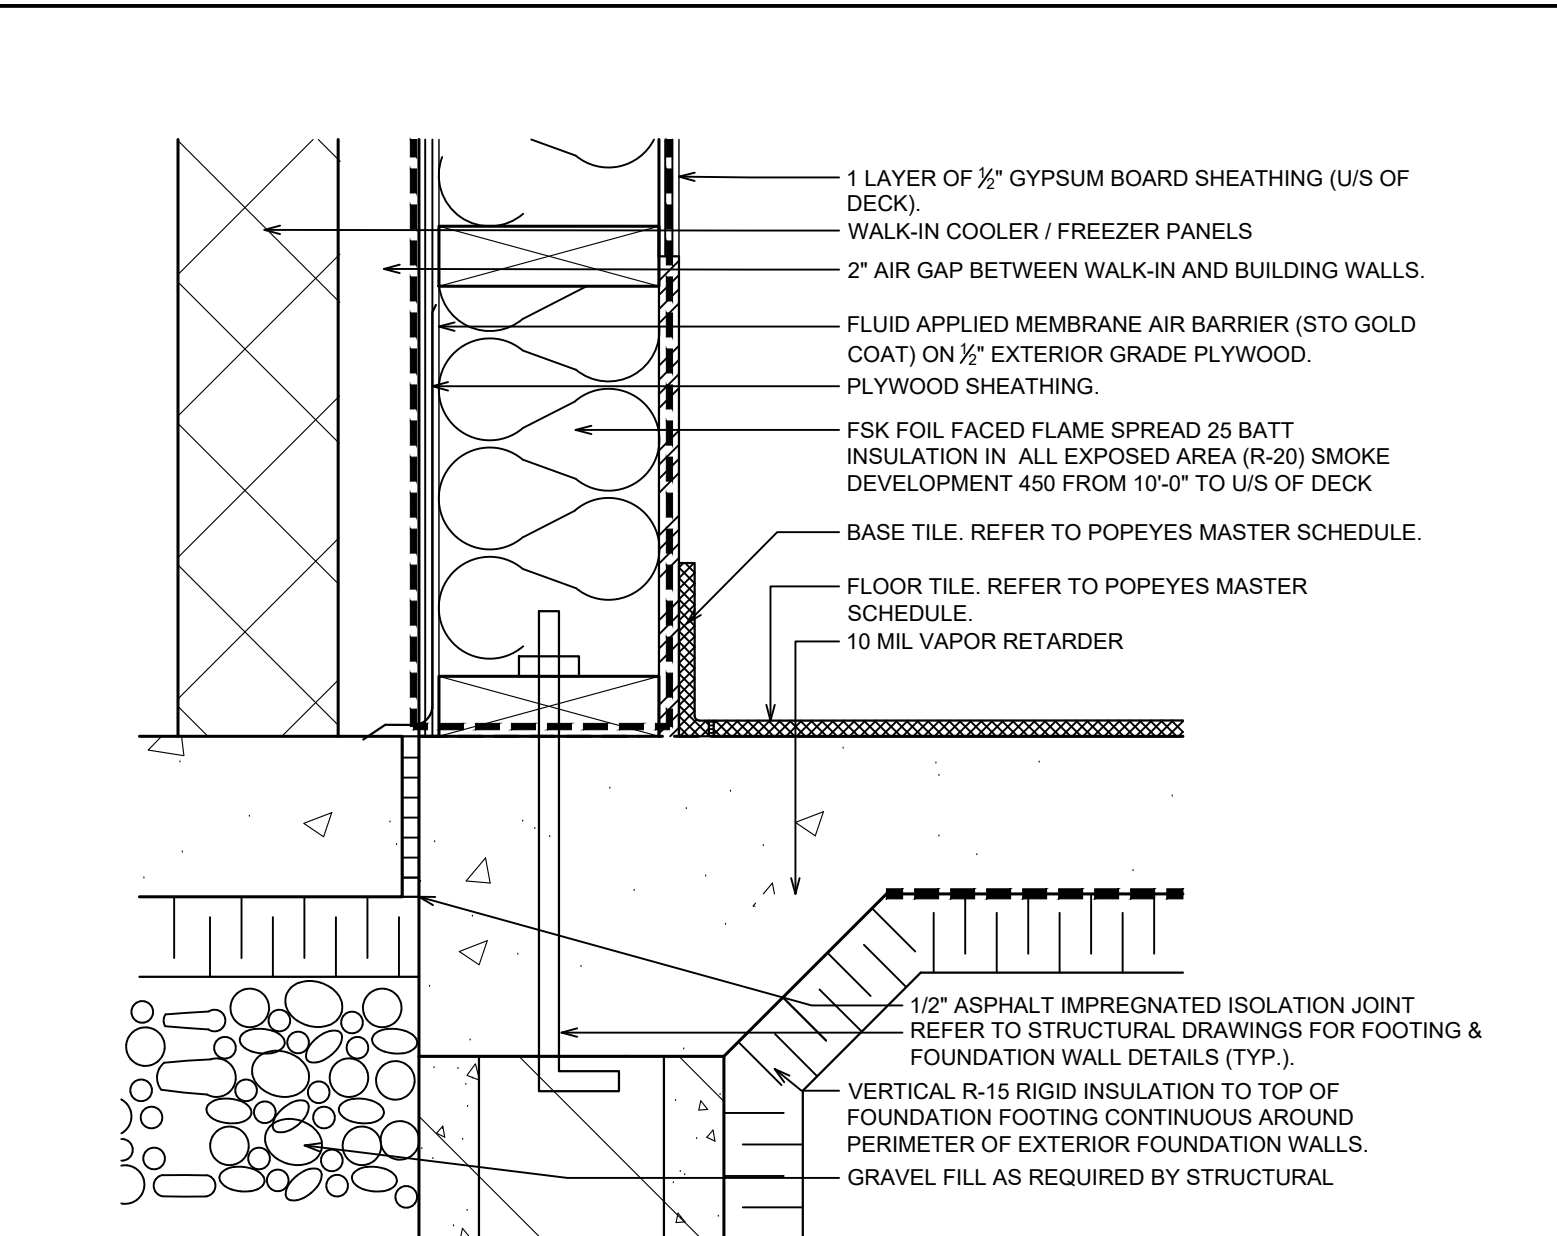 1 LAYER OF ½" GYPSUM BOARD SHEATHING (U/S OF
DECK).
WALK-IN COOLER / FREEZER PANELS
2" AIR GAP BETWEEN WALK-IN AND BUILDING WALLS.
FLUID APPLIED MEMBRANE AIR BARRIER (STO GOLD
COAT) ON ½" EXTERIOR GRADE PLYWOOD.
PLYWOOD SHEATHING.
FSK FOIL FACED FLAME SPREAD 25 BATT
INSULATION IN  ALL EXPOSED AREA (R-20) SMOKE
DEVELOPMENT 450 FROM 10'-0" TO U/S OF DECK
BASE TILE. REFER TO POPEYES MASTER SCHEDULE.
FLOOR TILE. REFER TO POPEYES MASTER
SCHEDULE.
10 MIL VAPOR RETARDER
1/2" ASPHALT IMPREGNATED ISOLATION JOINT
REFER TO STRUCTURAL DRAWINGS FOR FOOTING &
FOUNDATION WALL DETAILS (TYP.).
VERTICAL R-15 RIGID INSULATION TO TOP OF
FOUNDATION FOOTING CONTINUOUS AROUND
PERIMETER OF EXTERIOR FOUNDATION WALLS.
GRAVEL FILL AS REQUIRED BY STRUCTURAL